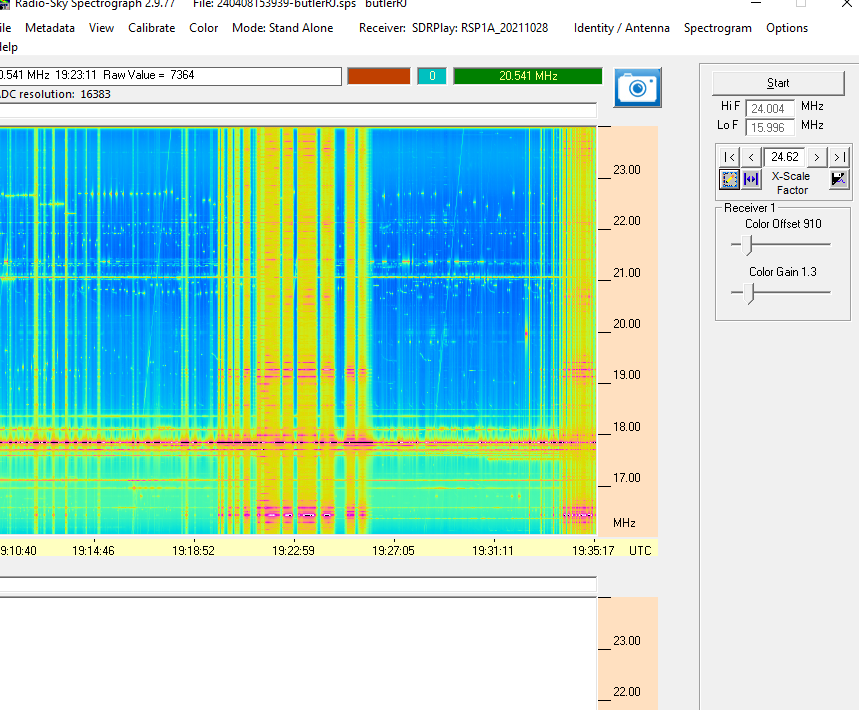 Radio-Sky Spectrograph 2.9.77 File: 240408153939-butlerRJ.sps butlerRJ
ile Metadata View Calibrate Color Mode: Stand Alone Receiver: SDRPlay: RSP1A_20211028 Identity / Antenna Spectrogram Options
elp
0.541 MHz 19:23:11 Raw Value = 7364
0
20.541 MHz
DC resolution: 16383
Start
Hi F 24.004 MHz
Lo F 15.996 MHz
|< < 24.62 > >|
X-Scale
Factor
Receiver 1
Color Offset 910
Color Gain 1.3
23.00
22.00
21.00
20.00
19.00
18.00
17.00
MHz
9:10:40 19:14:46 19:18:52 19:22:59 19:27:05 19:31:11 19:35:17 UTC
23.00
22.00